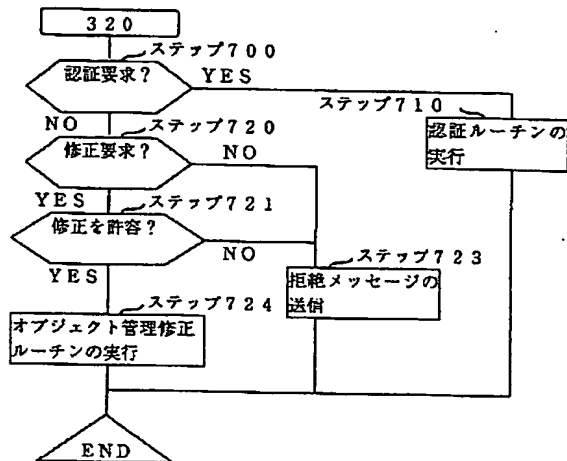 320
ステップ700
認証要求?
YES
ステップ710
認証ルーチンの
実行
NO
ステップ720
修正要求?
NO
YES
ステップ721
修正を許容?
NO
YES
ステップ723
拒絶メッセージの
送信
ステップ724
オブジェクト管理修正
ルーチンの実行
END